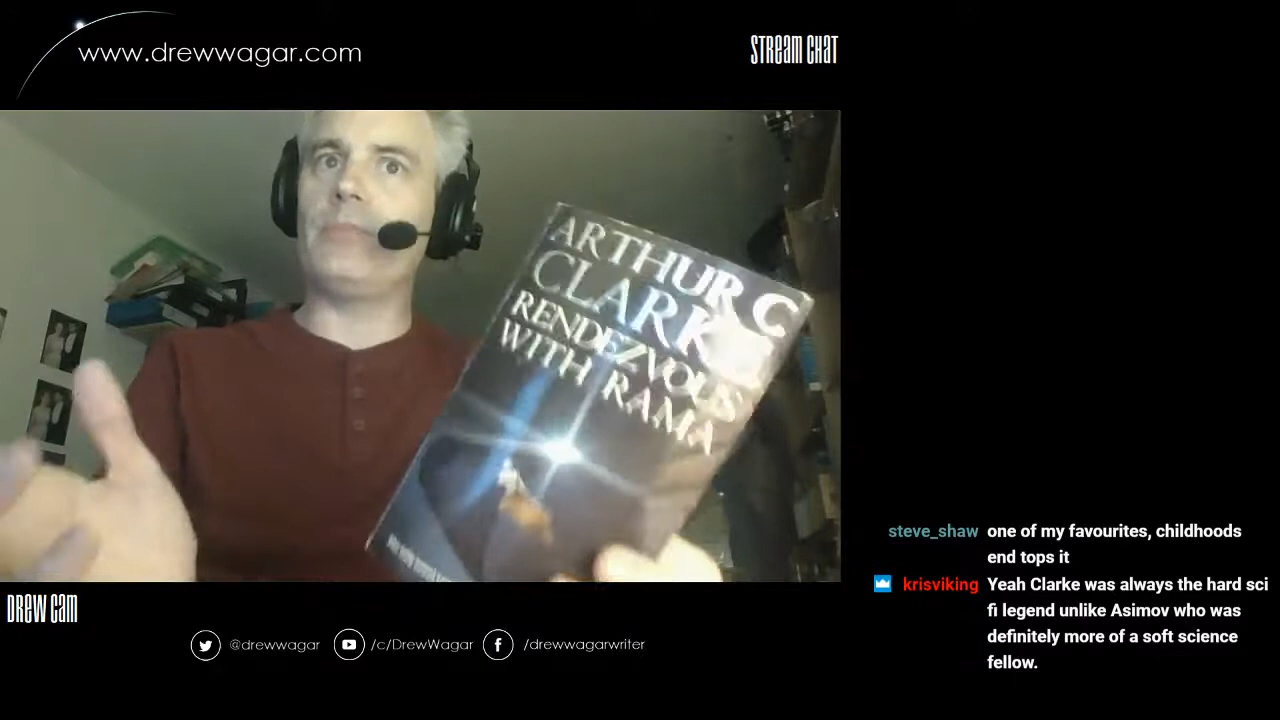 www.drewwagar.com
STREAM CHAT
ARTHUR C
CLARKE
RENDEZVOUS
WITH RAMA
steve_shaw one of my favourites, childhoods
end tops it
krisviking Yeah Clarke was always the hard sci
fi legend unlike Asimov who was
definitely more of a soft science
fellow.
DREW CAM
@drewwagar /c/DrewWagar /drewwagarwriter